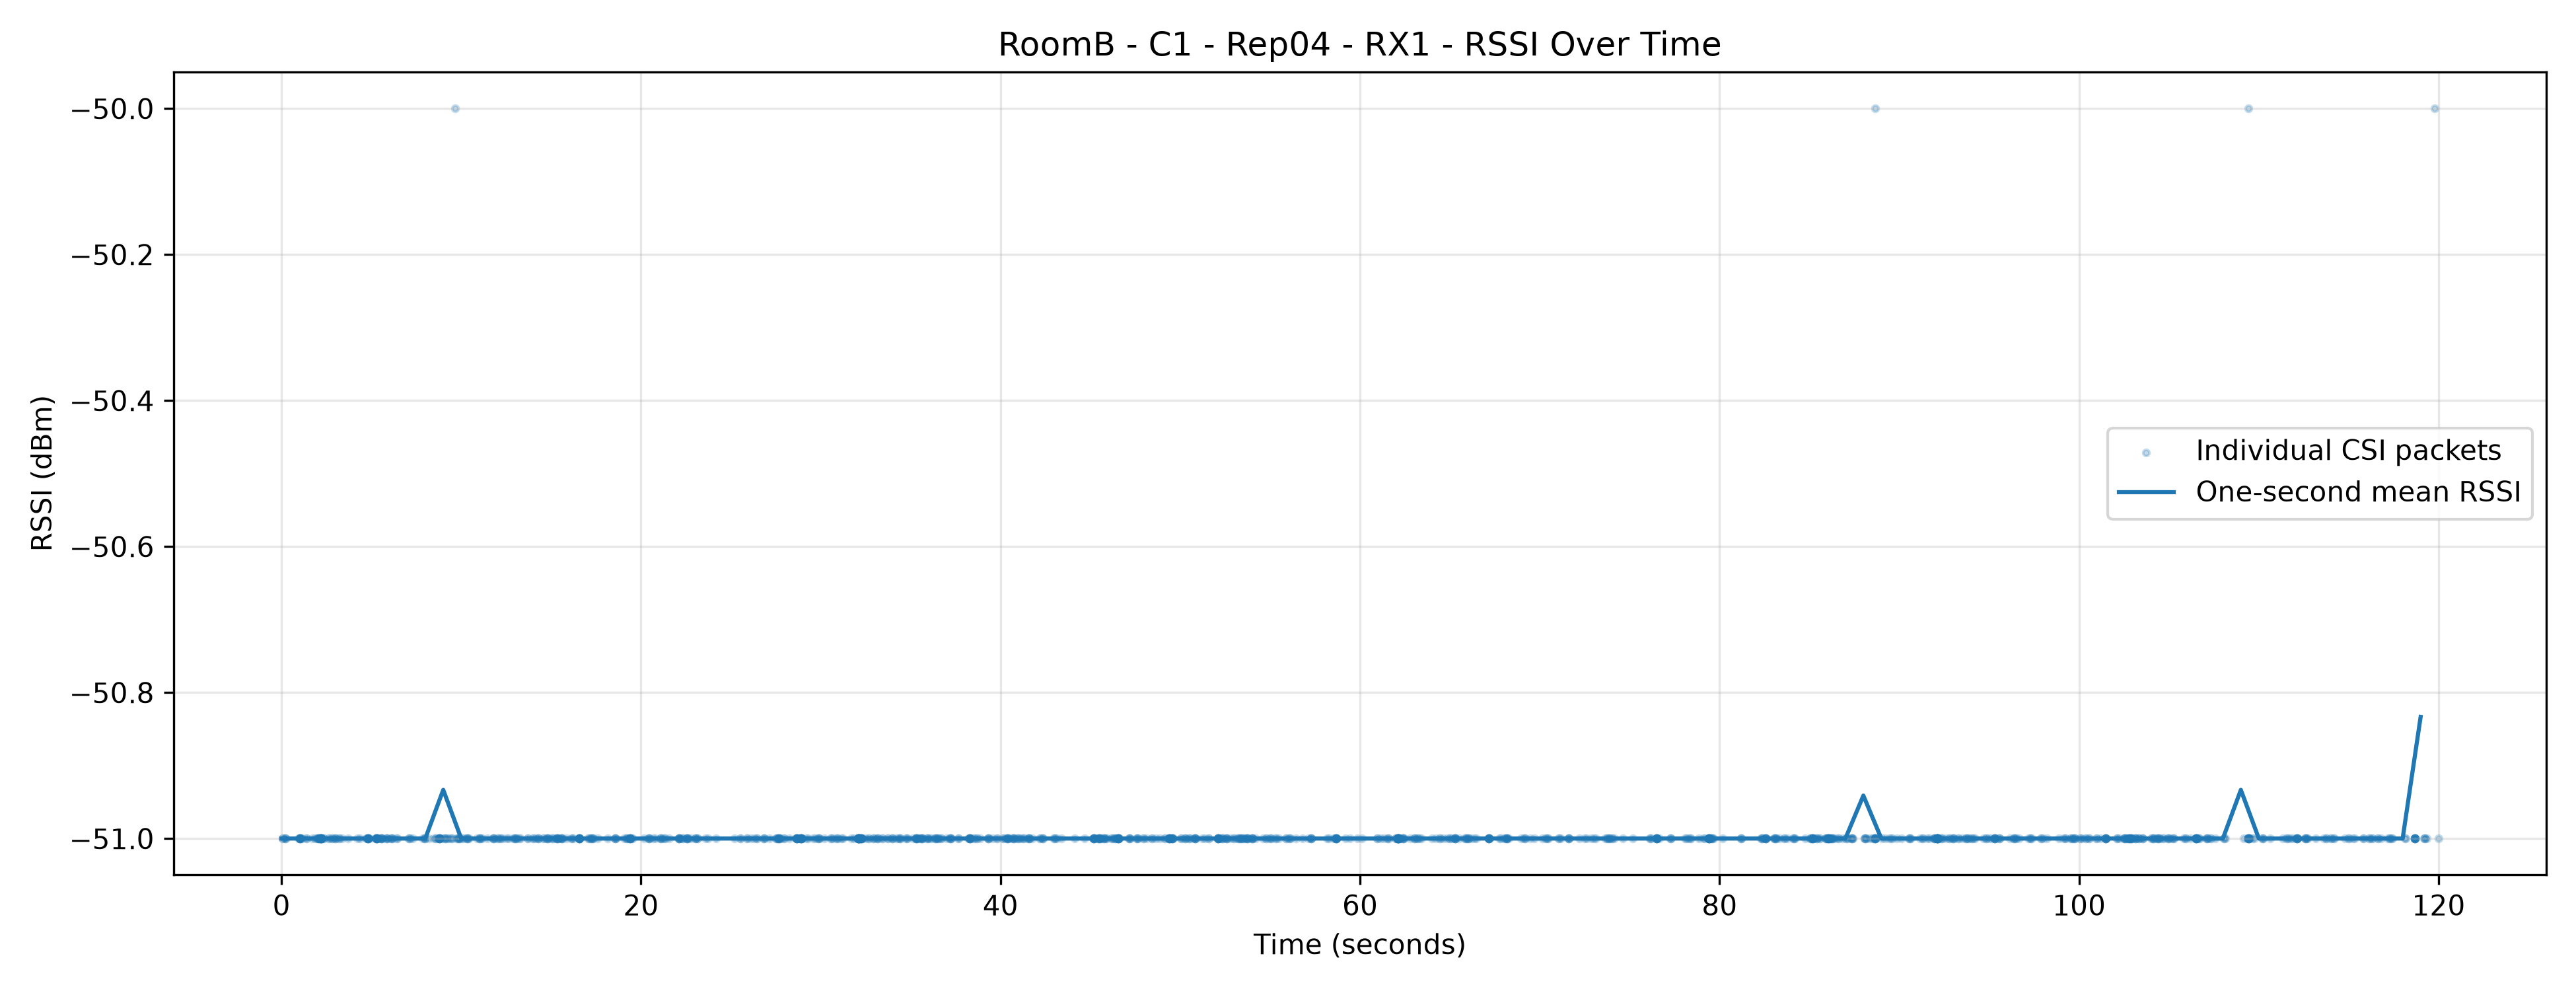 RoomB - C1 - Rep04 - RX1 - RSSI Over Time
RSSI (dBm)
−50.0
−50.2
−50.4
−50.6
−50.8
−51.0
Individual CSI packets
One-second mean RSSI
0
20
40
60
80
100
120
Time (seconds)